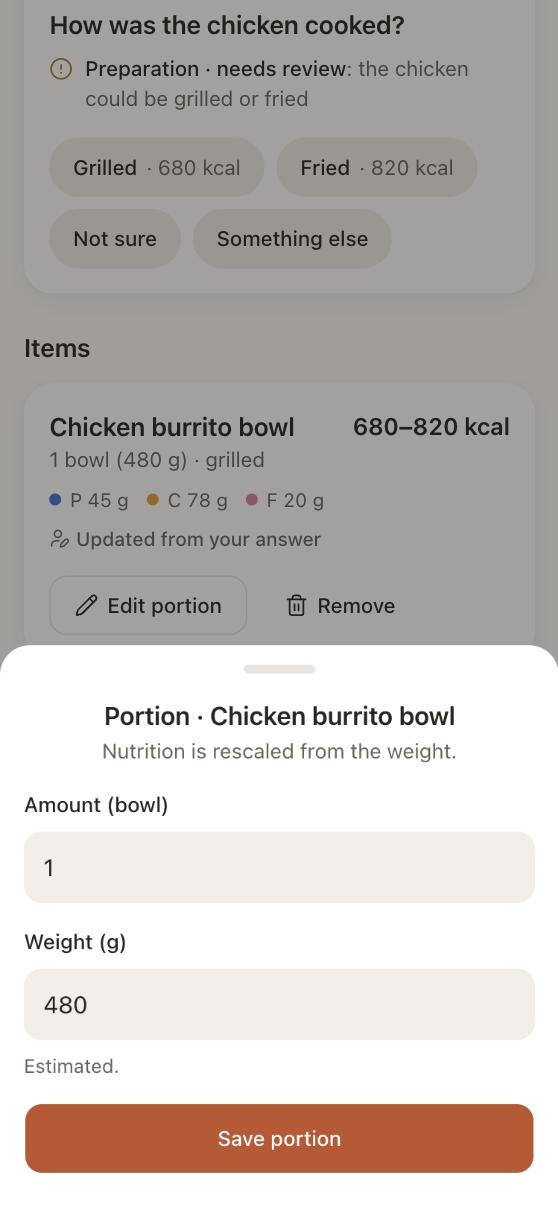 How was the chicken cooked?
Preparation · needs review: the chicken
could be grilled or fried
Grilled · 680 kcal
Fried · 820 kcal
Not sure
Something else
Items
Chicken burrito bowl
680–820 kcal
1 bowl (480 g) · grilled
P 45 g
C 78 g
F 20 g
Updated from your answer
Edit portion
Remove
Portion · Chicken burrito bowl
Nutrition is rescaled from the weight.
Amount (bowl)
1
Weight (g)
480
Estimated.
Save portion